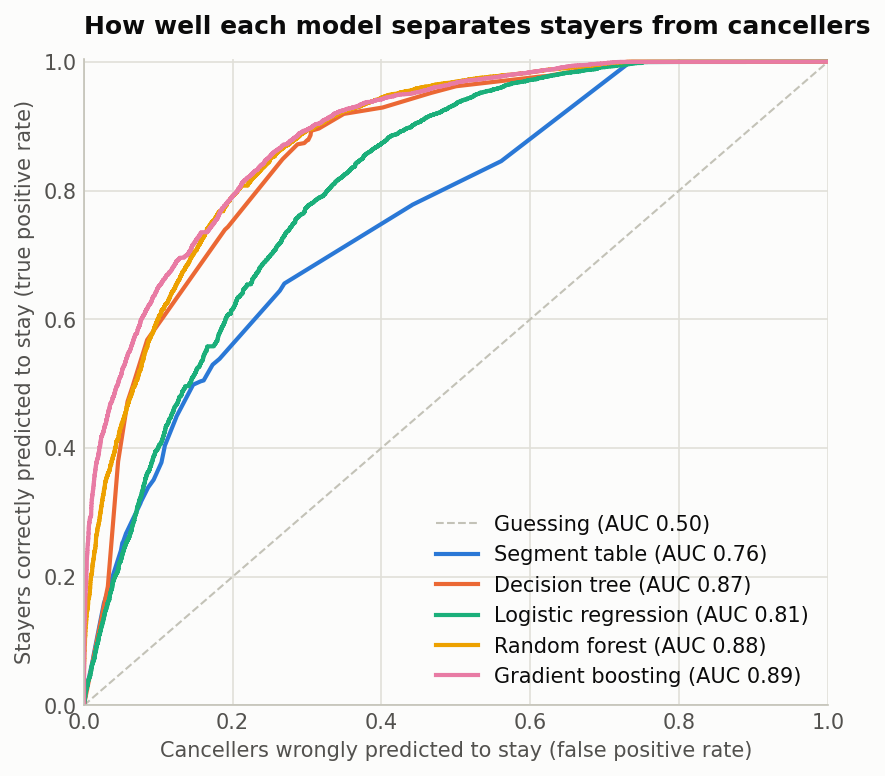 How well each model separates stayers from cancellers
Stayers correctly predicted to stay (true positive rate)
1.0
0.8
0.6
0.4
0.2
0.0
Guessing (AUC 0.50)
Segment table (AUC 0.76)
Decision tree (AUC 0.87)
Logistic regression (AUC 0.81)
Random forest (AUC 0.88)
Gradient boosting (AUC 0.89)
0.0 0.2 0.4 0.6 0.8 1.0
Cancellers wrongly predicted to stay (false positive rate)